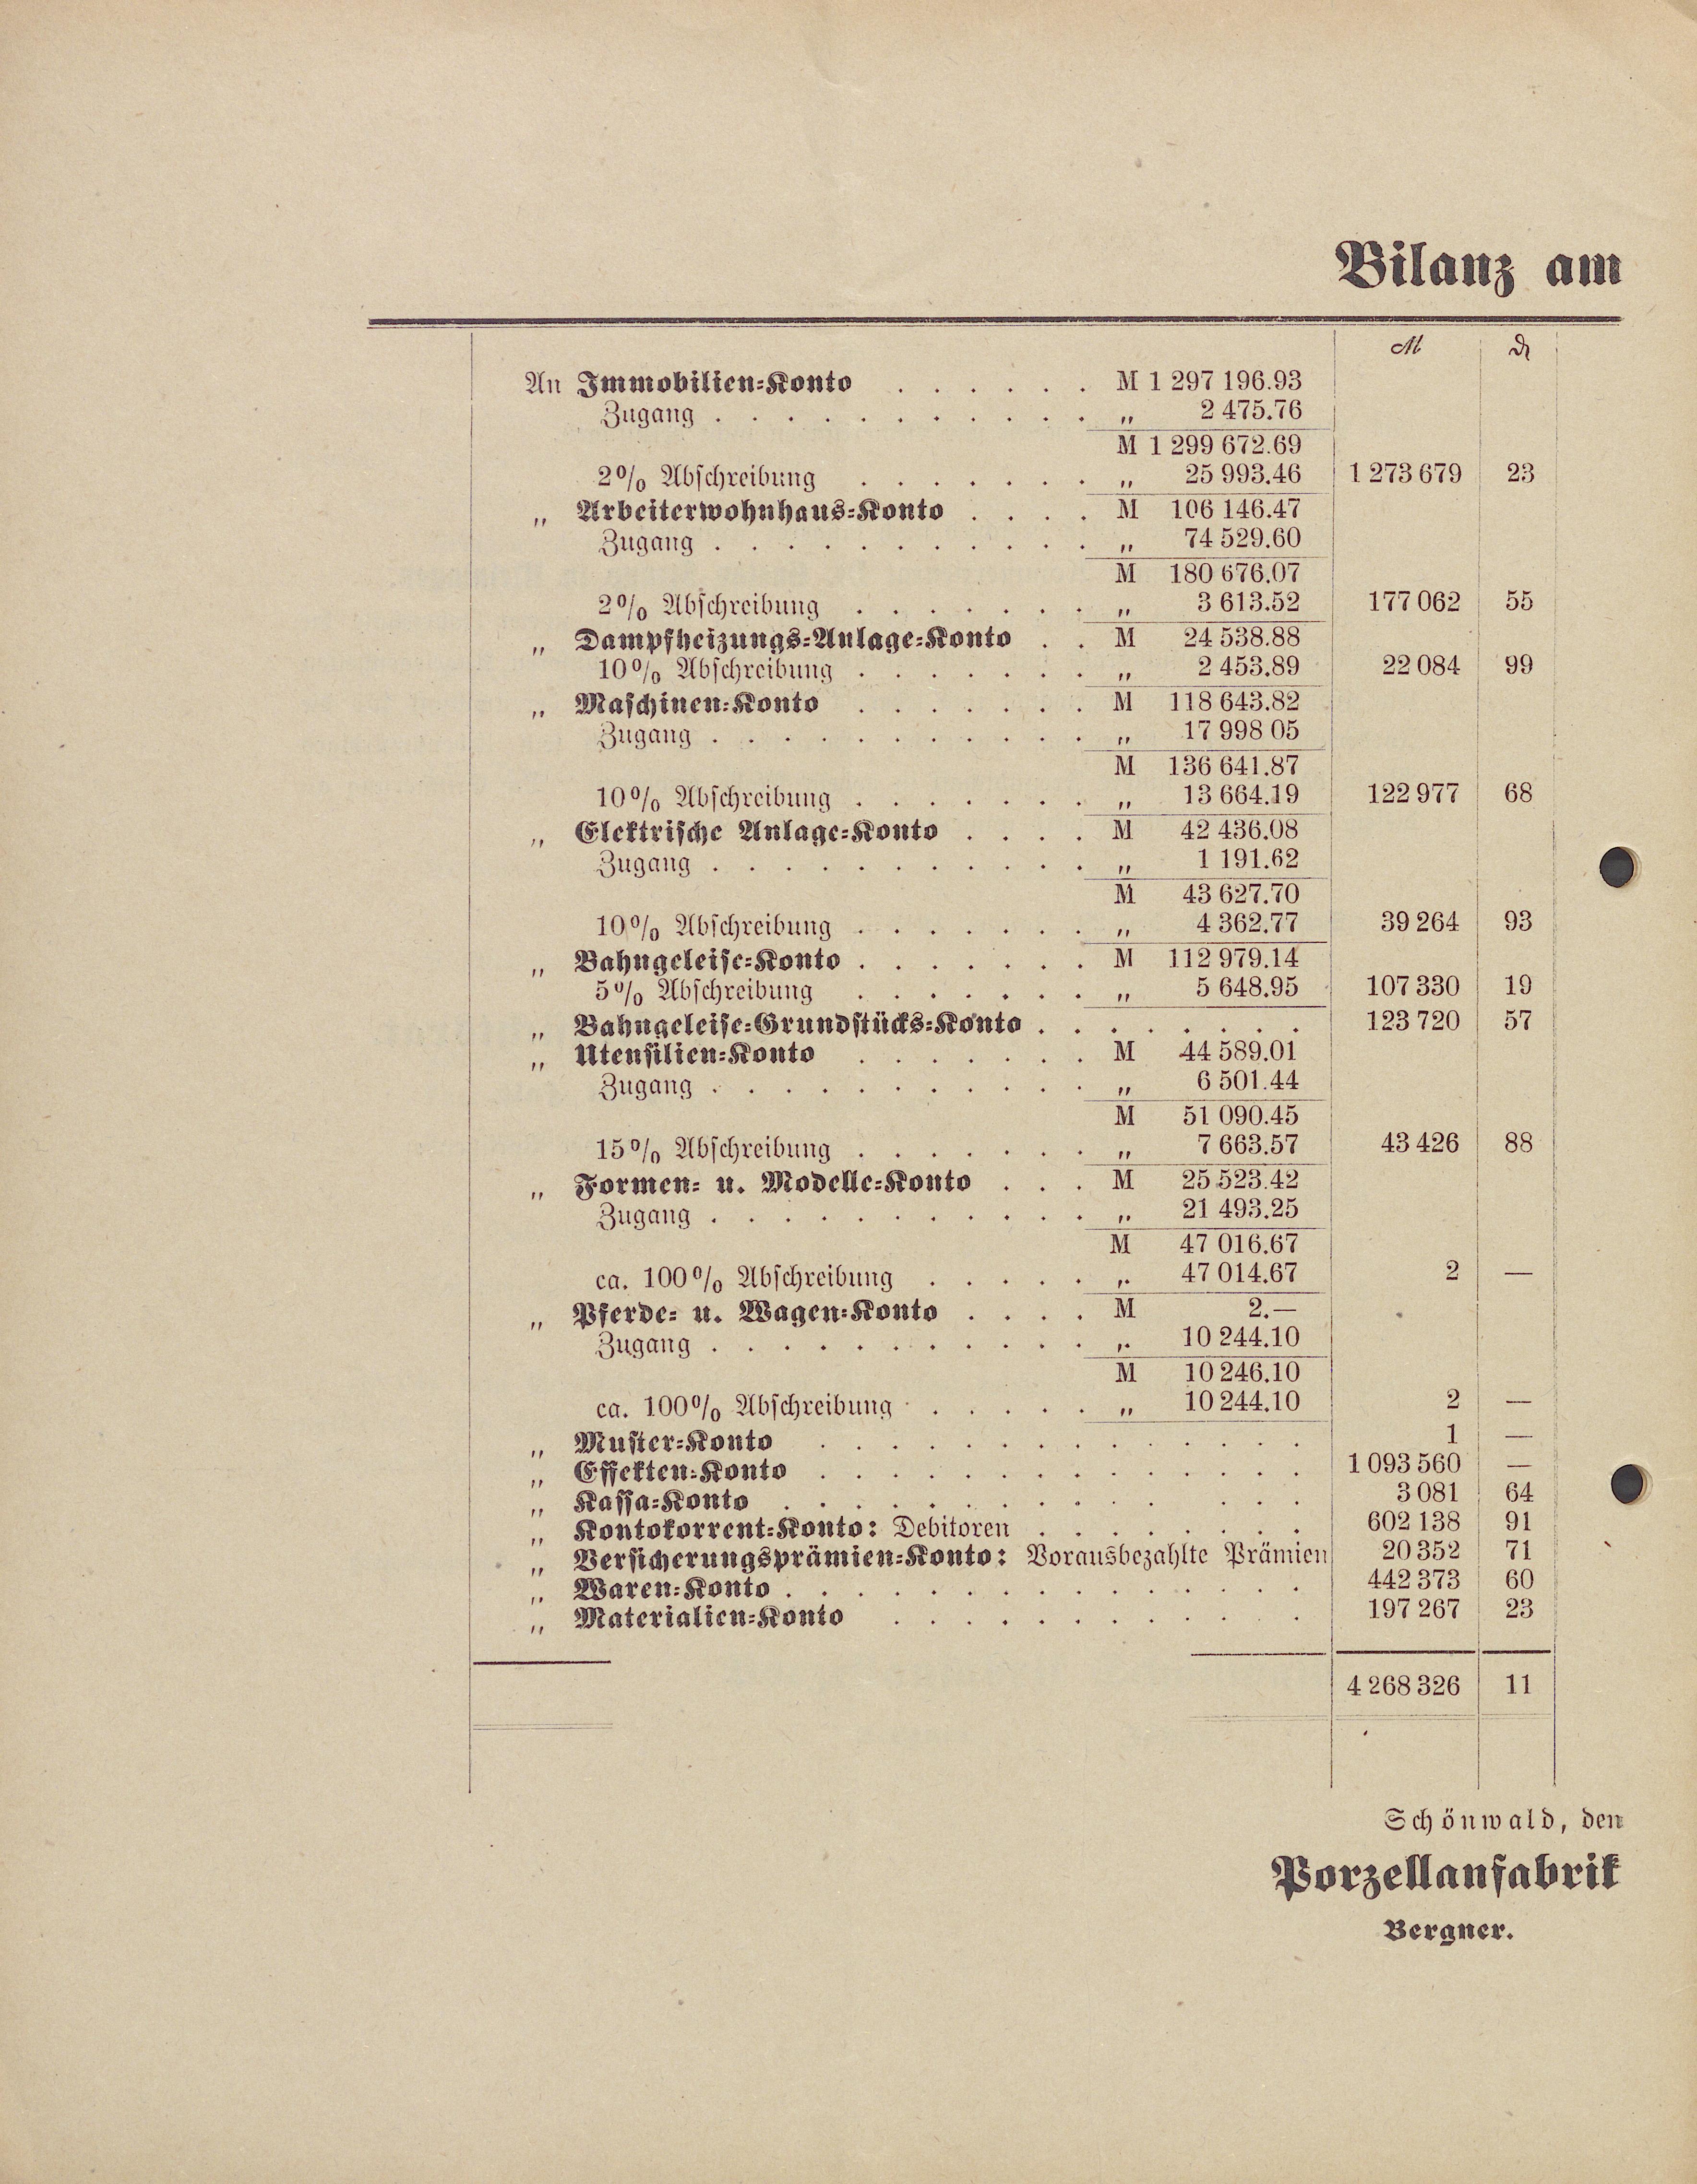 Bilanz am
ℳ ₰
An Immobilien-Konto . . . . . . M 1 297 196.93
Zugang . . . . . . . . . . . „ 2 475.76
M 1 299 672.69
2% Abschreibung . . . . . . . „ 25 993.46 1 273 679 23
„ Arbeiterwohnhaus-Konto . . . . M 106 146.47
Zugang . . . . . . . . . . . „ 74 529.60
M 180 676.07
2% Abschreibung . . . . . . . „ 3 613.52 177 062 55
„ Dampfheizungs-Anlage-Konto . . M 24 538.88
10% Abschreibung . . . . . . . „ 2 453.89 22 084 99
„ Maschinen-Konto . . . . . . . M 118 643.82
Zugang . . . . . . . . . . . „ 17 998 05
M 136 641.87
10% Abschreibung . . . . . . . „ 13 664.19 122 977 68
„ Elektrische Anlage-Konto . . . . M 42 436.08
Zugang . . . . . . . . . . . „ 1 191.62
M 43 627.70
10% Abschreibung . . . . . . . „ 4 362.77 39 264 93
„ Bahngeleise-Konto . . . . . . . M 112 979.14
5% Abschreibung . . . . . . . „ 5 648.95 107 330 19
„ Bahngeleise-Grundstücks-Konto . . . . . . . . 123 720 57
„ Utensilien-Konto . . . . . . . M 44 589.01
Zugang . . . . . . . . . . . „ 6 501.44
M 51 090.45
15% Abschreibung . . . . . . . „ 7 663.57 43 426 88
„ Formen- u. Modelle-Konto . . . M 25 523.42
Zugang . . . . . . . . . . . „ 21 493.25
M 47 016.67
ca. 100% Abschreibung . . . . . „ 47 014.67 2 —
„ Pferde- u. Wagen-Konto . . . . M 2.—
Zugang . . . . . . . . . . . „ 10 244.10
M 10 246.10
ca. 100% Abschreibung . . . . . . „ 10 244.10 2 —
„ Muster-Konto . . . . . . . . . . . . . . 1 —
„ Effekten-Konto . . . . . . . . . . . . . . 1 093 560 —
„ Kassa-Konto . . . . . . . . . . . . . . . 3 081 64
„ Kontokorrent-Konto: Debitoren . . . . . . . . 602 138 91
„ Versicherungsprämien-Konto: Vorausbezahlte Prämien 20 352 71
„ Waren-Konto . . . . . . . . . . . . . . . 442 373 60
„ Materialien-Konto . . . . . . . . . . . . 197 267 23
4 268 326 11
Schönwald, den
Porzellanfabrik
Bergner.